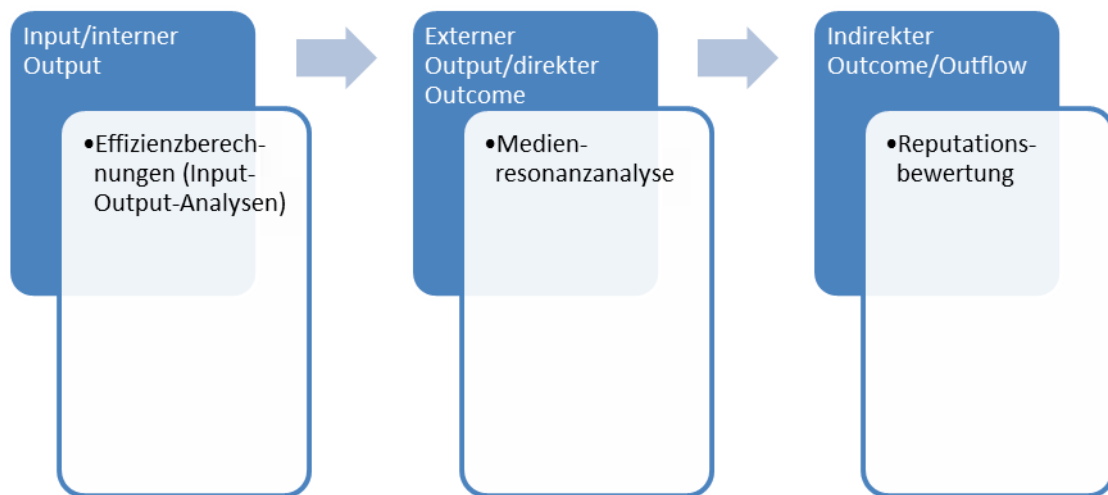 Input/interner
Output
•Effizienzberech-
nungen (Input-
Output-Analysen)
Externer
Output/direkter
Outcome
•Medien-
resonanzanalyse
Indirekter
Outcome/Outflow
•Reputations-
bewertung